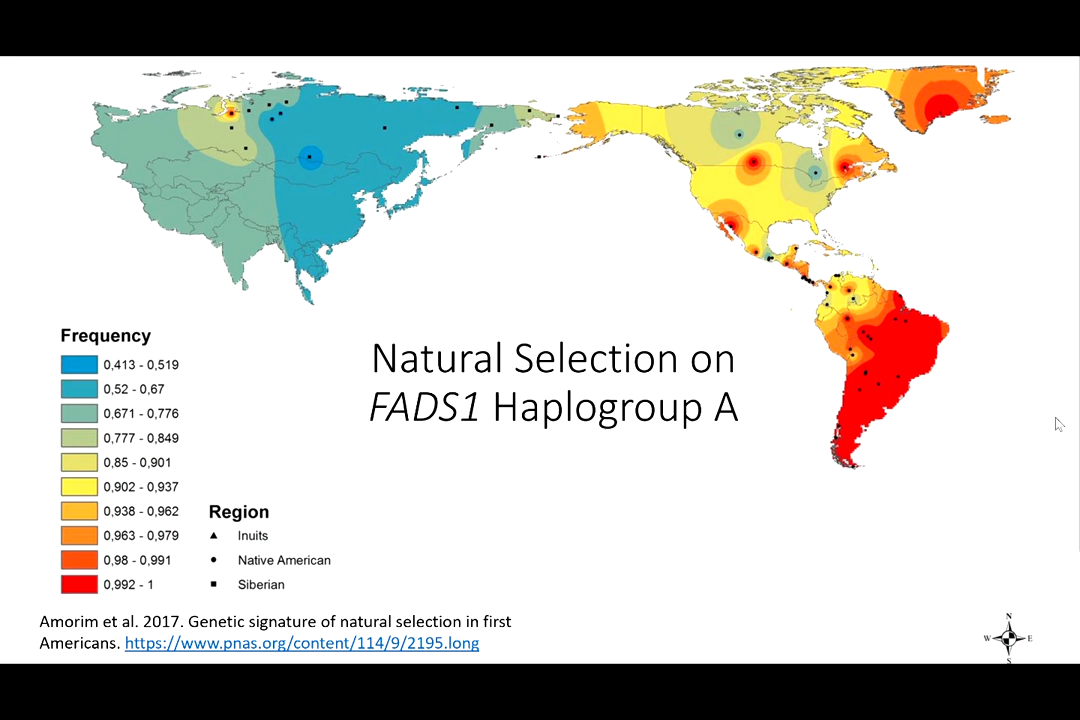 Natural Selection on
FADS1 Haplogroup A
Frequency
0,413 - 0,519
0,52 - 0,67
0,671 - 0,776
0,777 - 0,849
0,85 - 0,901
0,902 - 0,937
0,938 - 0,962
0,963 - 0,979
0,98 - 0,991
0,992 - 1
Region
Inuits
Native American
Siberian
Amorim et al. 2017. Genetic signature of natural selection in first
Americans. https://www.pnas.org/content/114/9/2195.long
N
W E
S